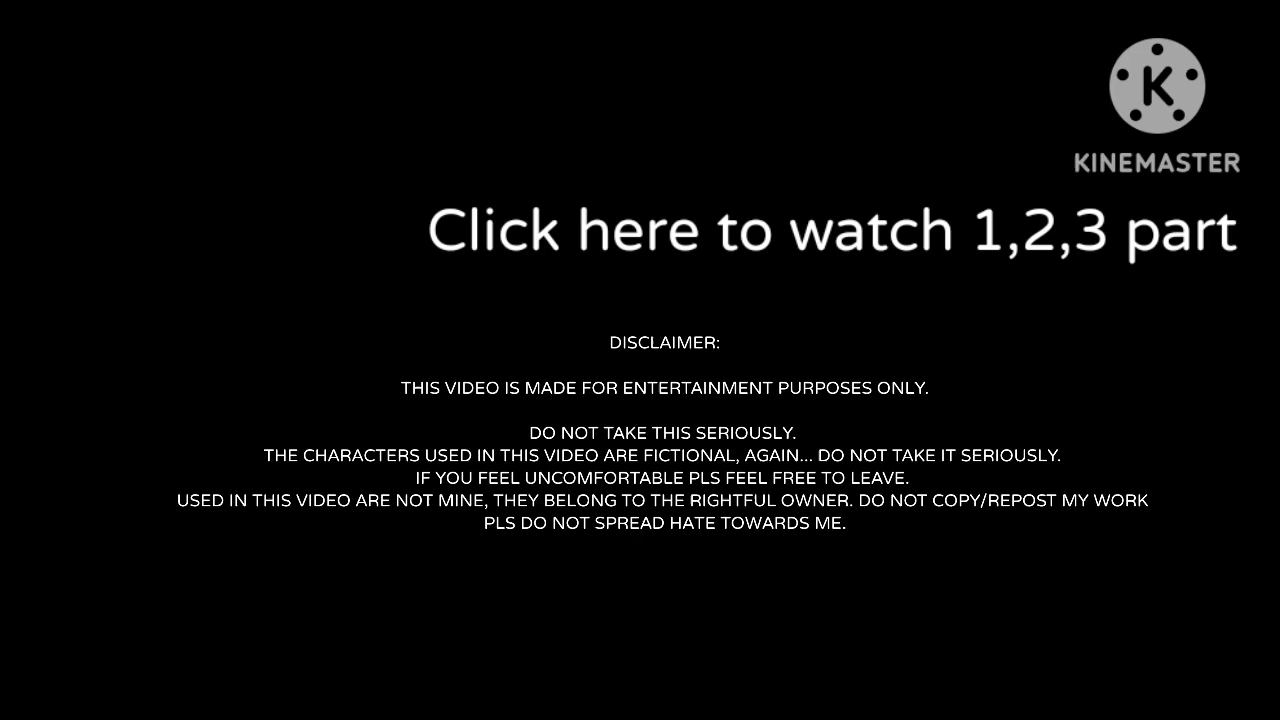 K
KINEMASTER
Click here to watch 1,2,3 part
DISCLAIMER:
THIS VIDEO IS MADE FOR ENTERTAINMENT PURPOSES ONLY.
DO NOT TAKE THIS SERIOUSLY.
THE CHARACTERS USED IN THIS VIDEO ARE FICTIONAL, AGAIN... DO NOT TAKE IT SERIOUSLY.
IF YOU FEEL UNCOMFORTABLE PLS FEEL FREE TO LEAVE.
USED IN THIS VIDEO ARE NOT MINE, THEY BELONG TO THE RIGHTFUL OWNER. DO NOT COPY/REPOST MY WORK
PLS DO NOT SPREAD HATE TOWARDS ME.